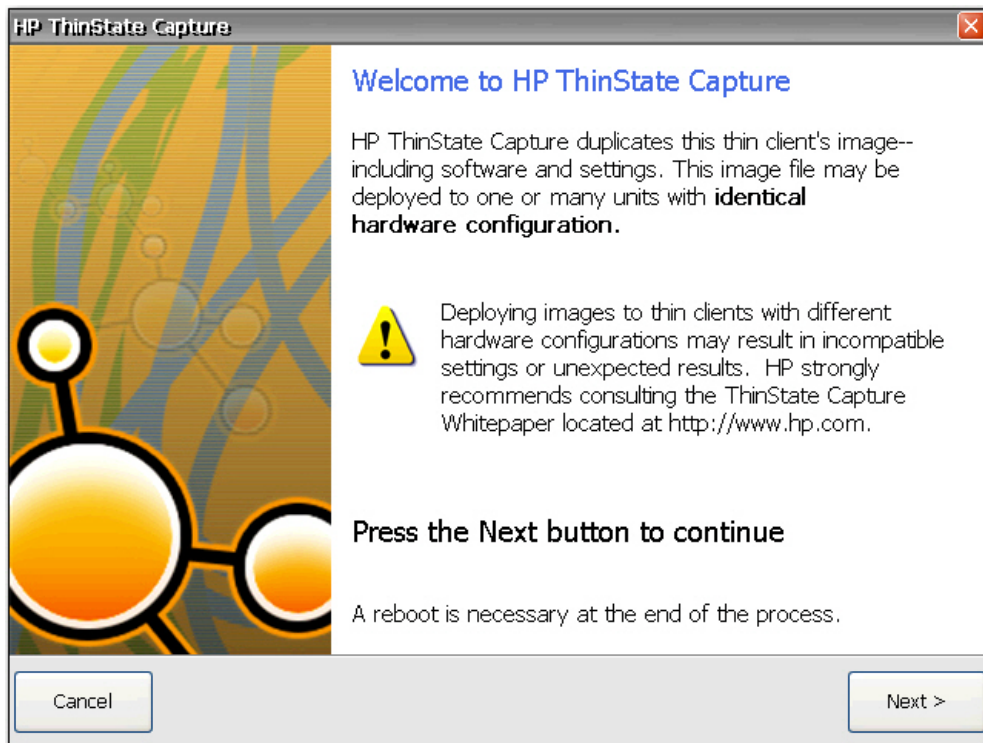 HP ThinState Capture
Welcome to HP ThinState Capture
HP ThinState Capture duplicates this thin client's image--
including software and settings. This image file may be
deployed to one or many units with identical
hardware configuration.
Deploying images to thin clients with different
hardware configurations may result in incompatible
settings or unexpected results.  HP strongly
recommends consulting the ThinState Capture
Whitepaper located at http://www.hp.com.
Press the Next button to continue
A reboot is necessary at the end of the process.
Cancel
Next >